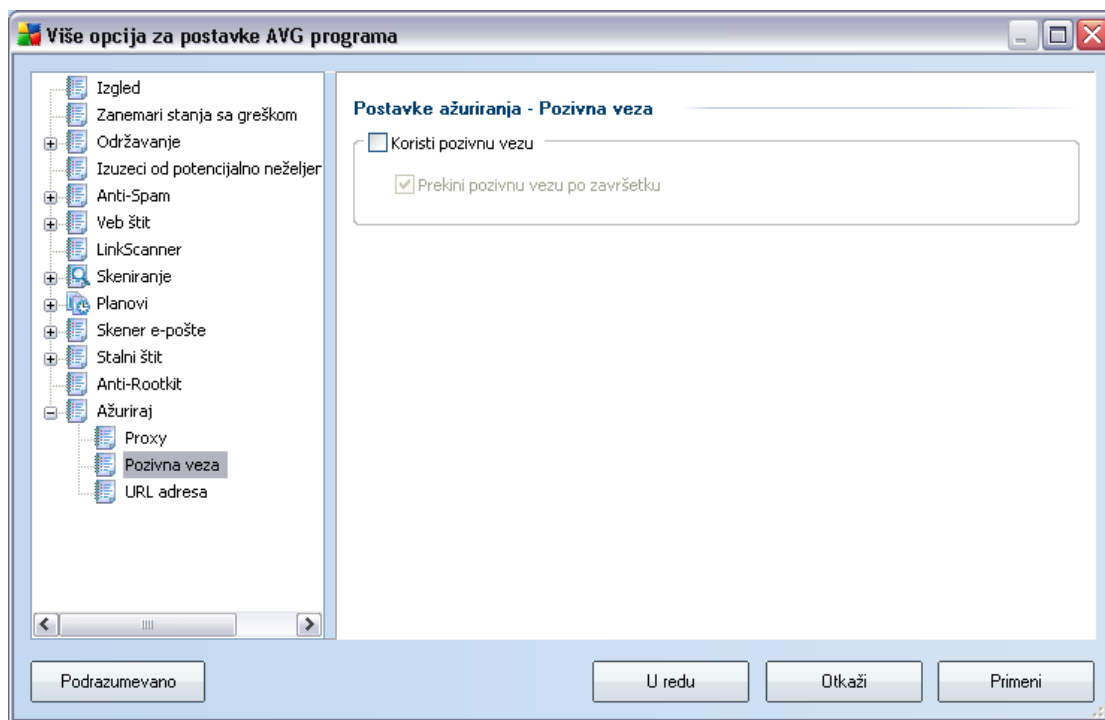 Više opcija za postavke AVG programa
Izgled
Zanemari stanja sa greškom
Održavanje
Izuzeci od potencijalno neželjer
Anti-Spam
Veb štit
LinkScanner
Skeniranje
Planovi
Skener e-pošte
Stalni štit
Anti-Rootkit
Ažuriraj
Proxy
Pozivna veza
URL adresa
Postavke ažuriranja - Pozivna veza
Koristi pozivnu vezu
Prekini pozivnu vezu po završetku
Podrazumevano
U redu
Otkaži
Primeni